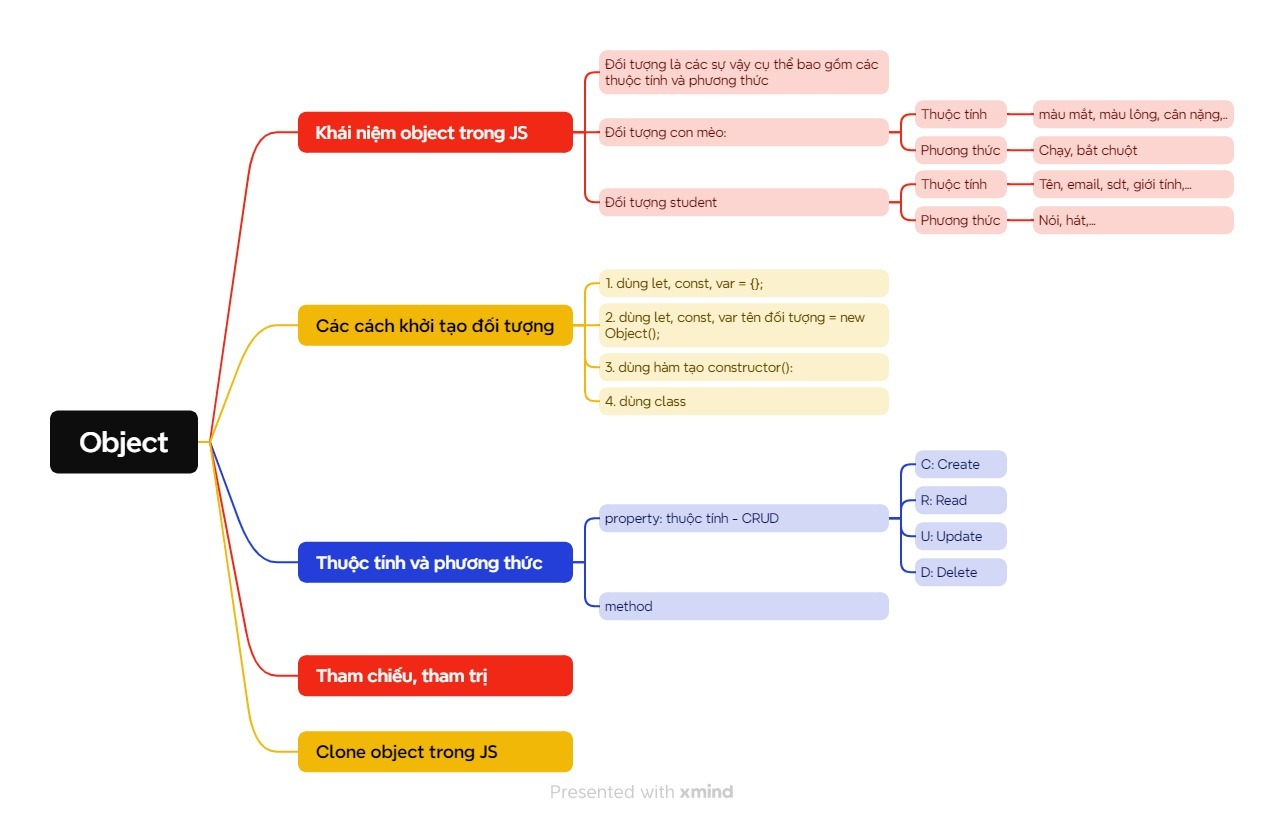 Object
Khái niệm object trong JS
Đối tượng là các sự vậy cụ thể bao gồm các
thuộc tính và phương thức
Đối tượng con mèo:
Thuộc tính
màu mắt, màu lông, cân nặng,..
Phương thức
Chạy, bắt chuột
Đối tượng student
Thuộc tính
Tên, email, sdt, giới tính,...
Phương thức
Nói, hát,...
Các cách khởi tạo đối tượng
1. dùng let, const, var = {};
2. dùng let, const, var tên đối tượng = new
Object();
3. dùng hàm tạo constructor():
4. dùng class
Thuộc tính và phương thức
property: thuộc tính - CRUD
C: Create
R: Read
U: Update
D: Delete
method
Tham chiếu, tham trị
Clone object trong JS
Presented with xmind